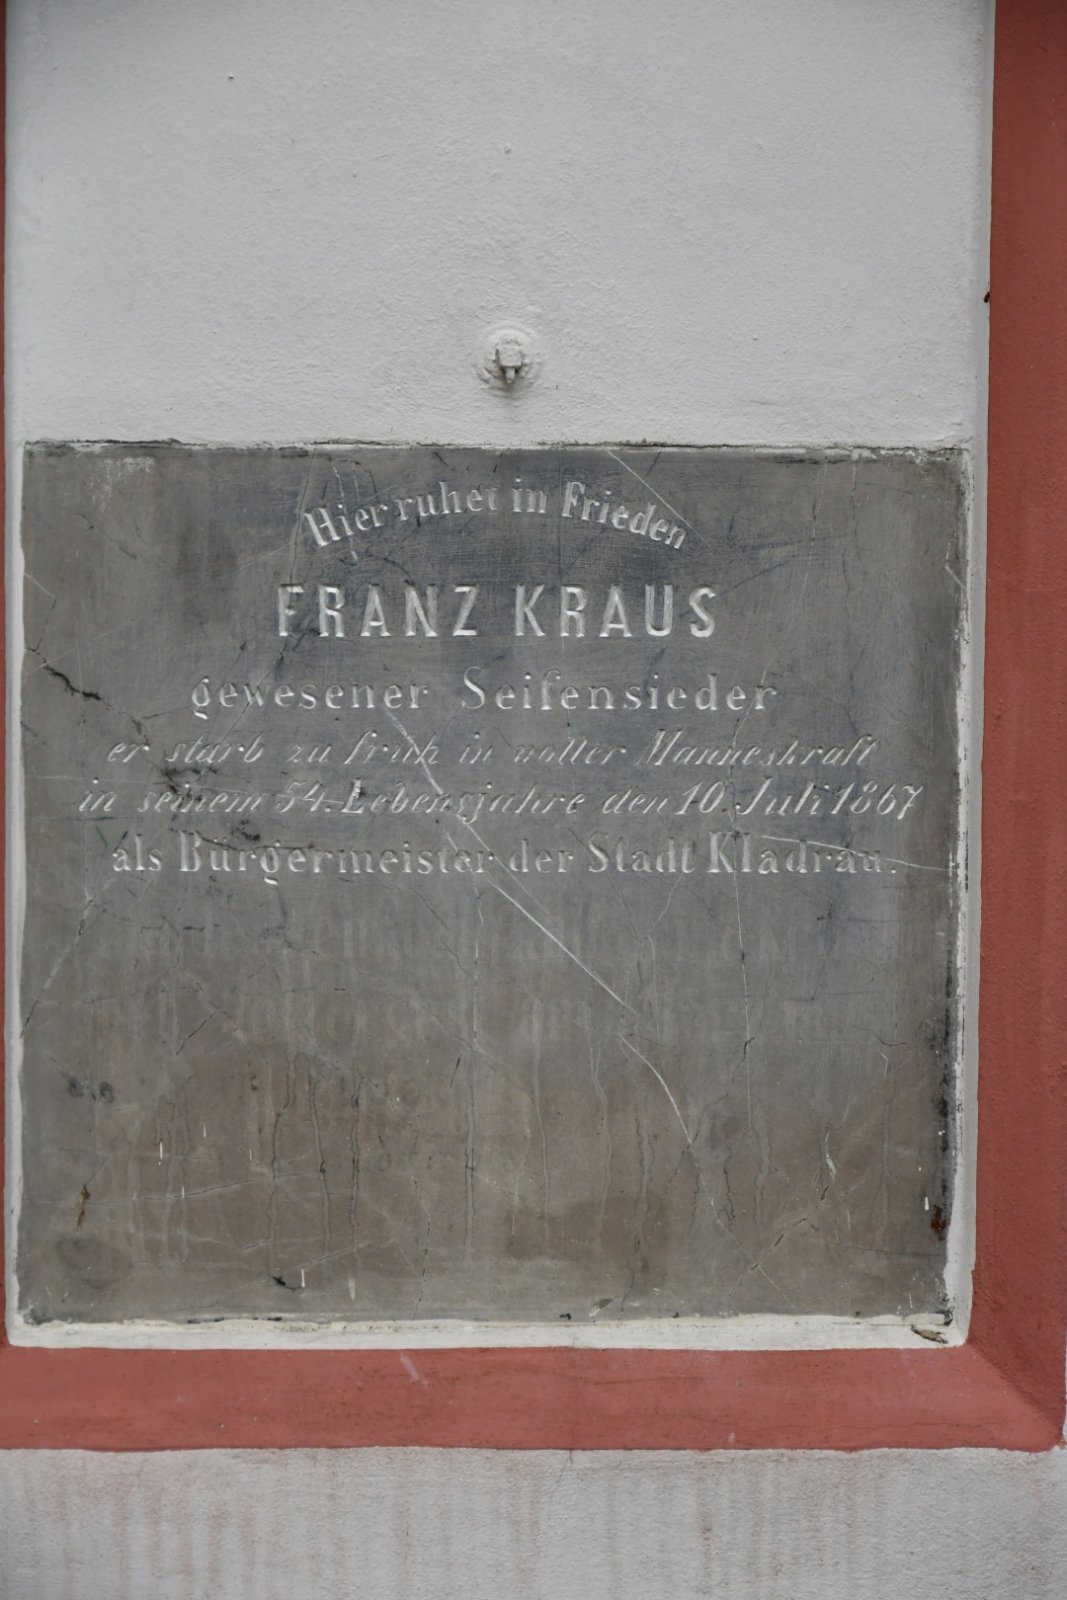 Hier ruhet in Frieden
FRANZ KRAUS
gewesener Seifensieder
er starb zu früh in voller Manneskraft
in seinem 54. Lebensjahre den 10. Juli 1867
als Bürgermeister der Stadt Kladrau.